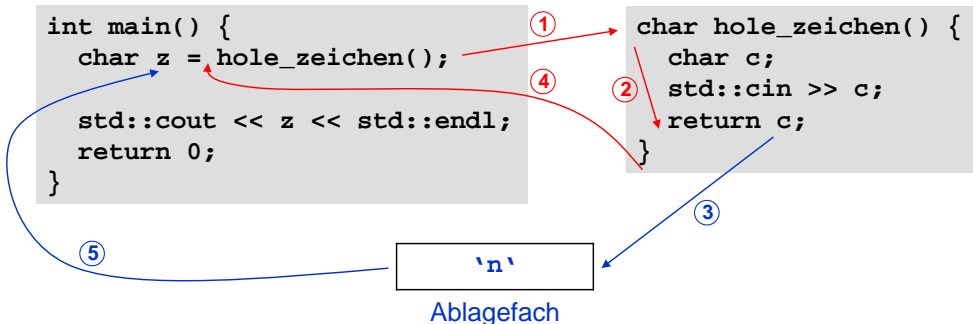 int main() {
char z = hole_zeichen();
std::cout << z << std::endl;
return 0;
}
1
4
char hole_zeichen() {
char c;
std::cin >> c;
return c;
}
2
3
5
‘n‘
Ablagefach